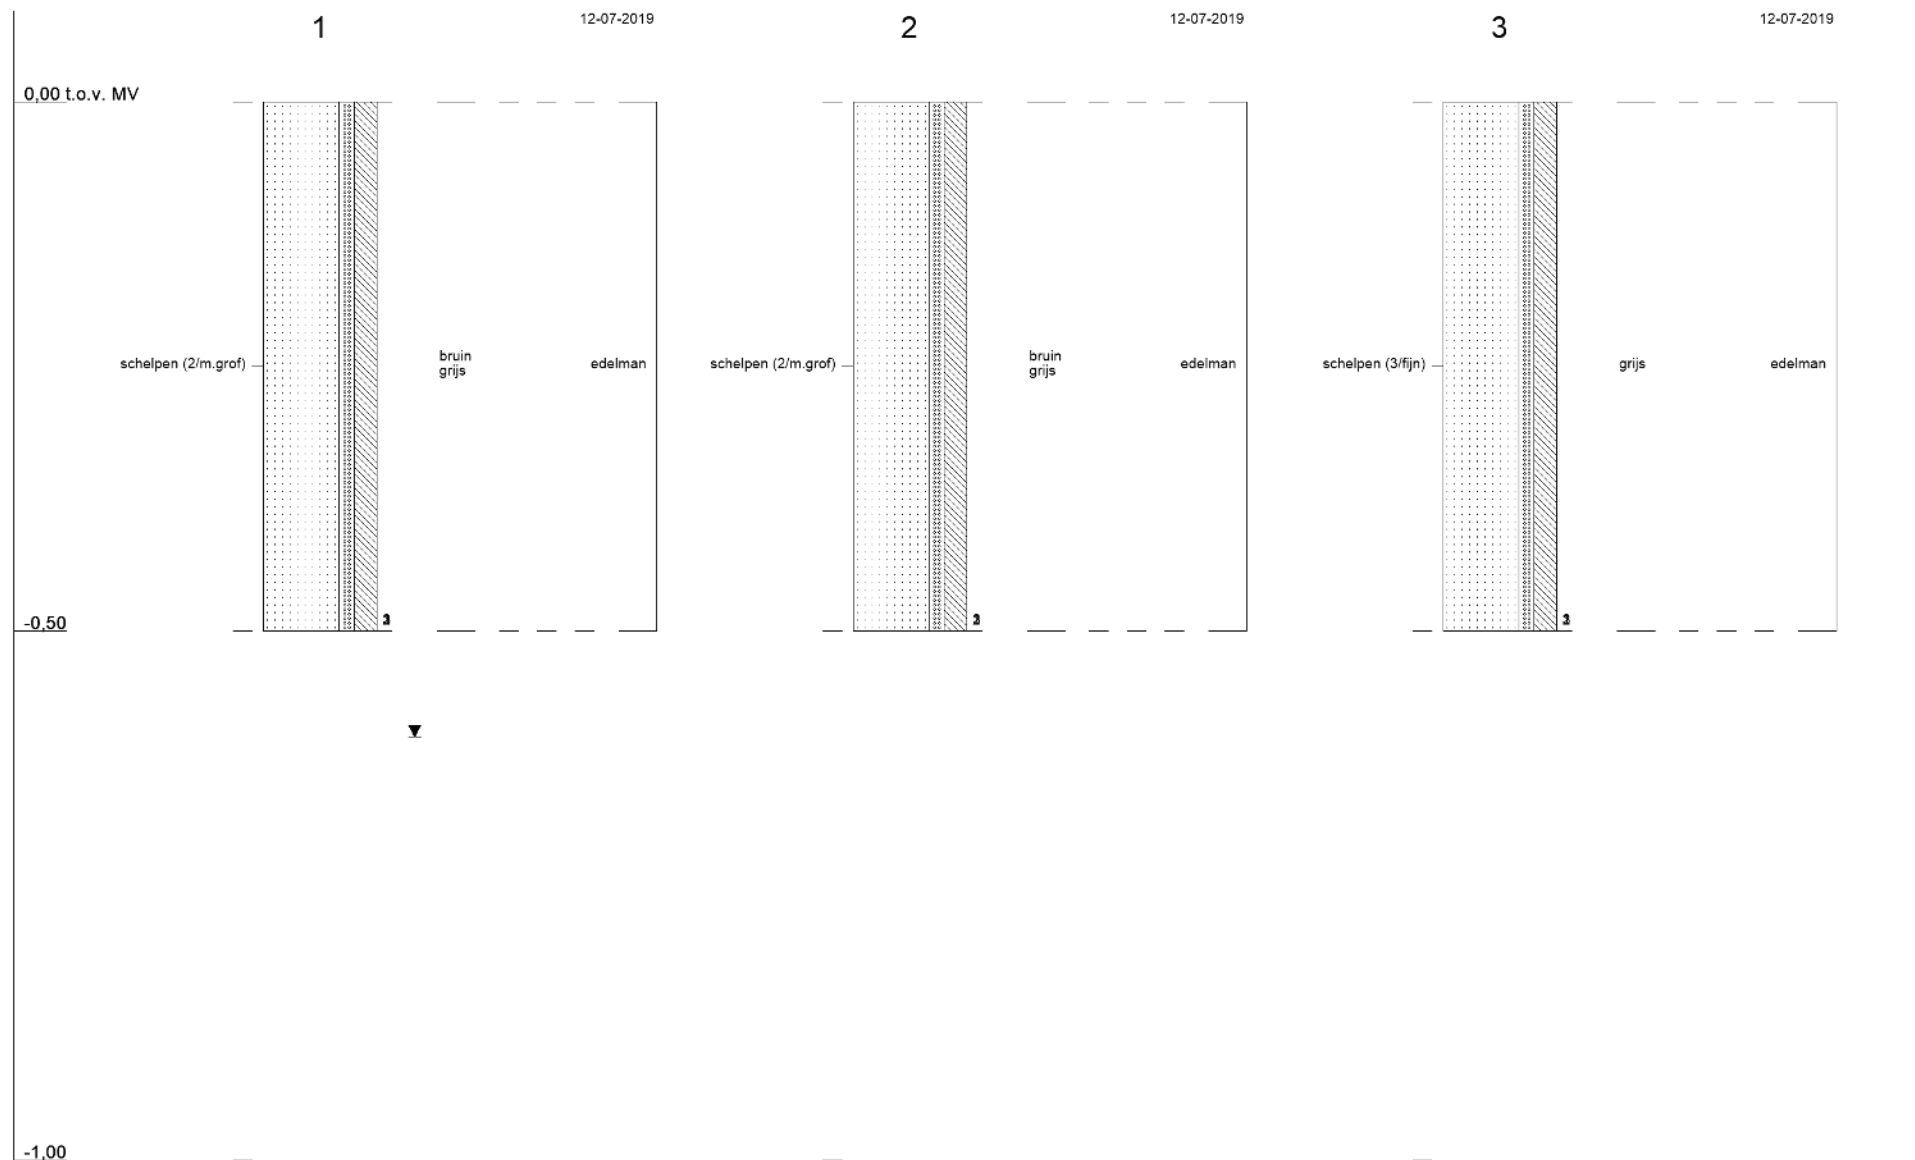 1
12-07-2019
2
12-07-2019
3
12-07-2019
0,00 t.o.v. MV
schelpen (2/m.grof)
bruin
grijs
edelman
schelpen (2/m.grof)
bruin
grijs
edelman
schelpen (3/fijn)
grijs
edelman
-0,50
-1,00